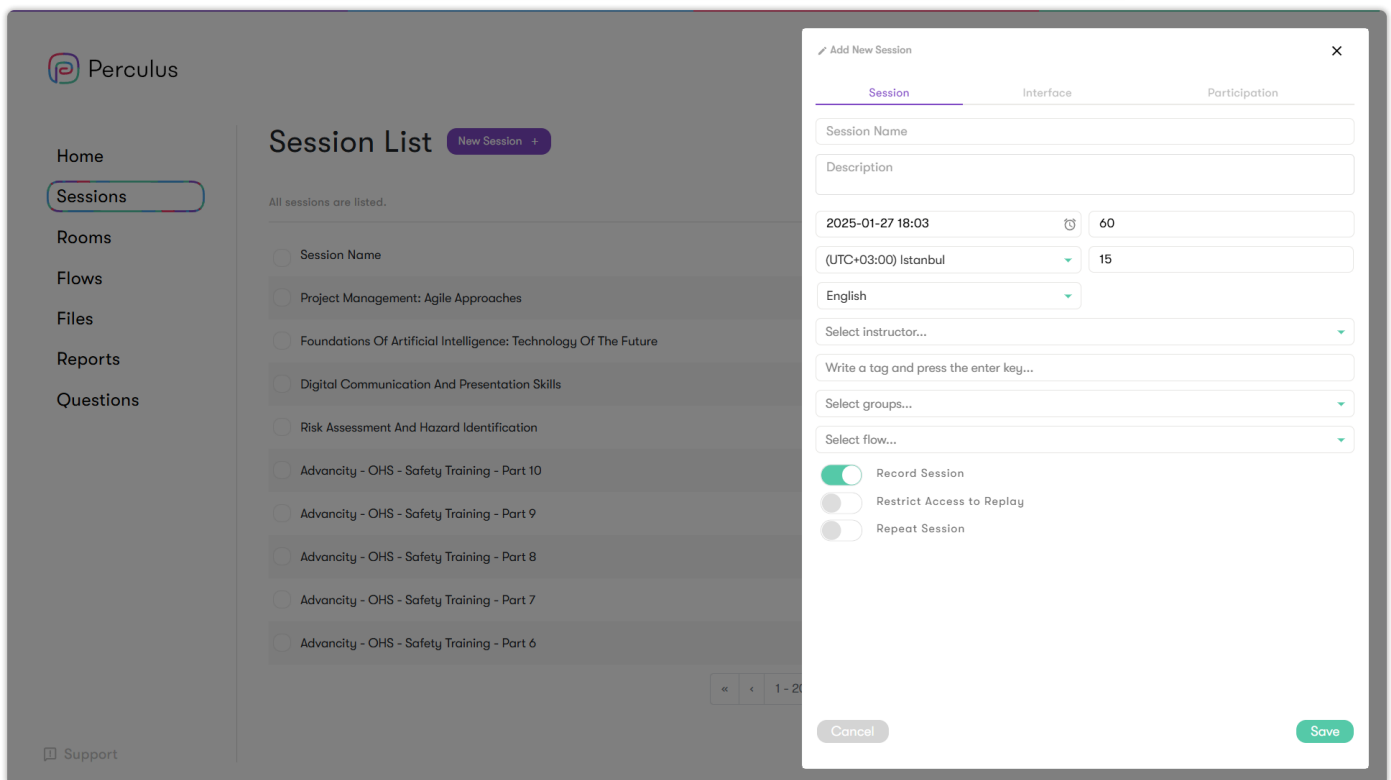 Perculus
Home
Sessions
Rooms
Flows
Files
Reports
Questions
Support
Session List
New Session +
All sessions are listed.
Session Name
Project Management: Agile Approaches
Foundations Of Artificial Intelligence: Technology Of The Future
Digital Communication And Presentation Skills
Risk Assessment And Hazard Identification
Advancity - OHS - Safety Training - Part 10
Advancity - OHS - Safety Training - Part 9
Advancity - OHS - Safety Training - Part 8
Advancity - OHS - Safety Training - Part 7
Advancity - OHS - Safety Training - Part 6
« ‹ 1 - 20
Add New Session
Session Interface Participation
Session Name
Description
2025-01-27 18:03 60
(UTC+03:00) Istanbul 15
English
Select instructor...
Write a tag and press the enter key...
Select groups...
Select flow...
Record Session
Restrict Access to Replay
Repeat Session
Cancel Save